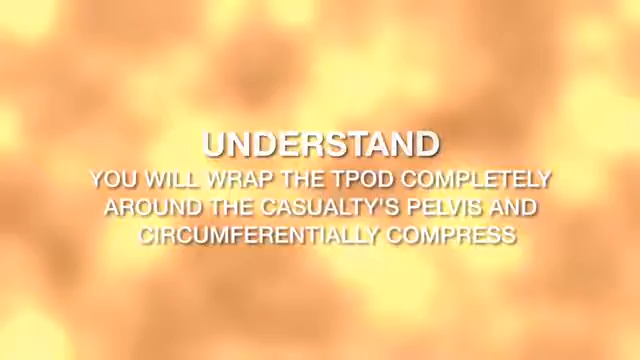 UNDERSTAND
YOU WILL WRAP THE TPOD COMPLETELY
AROUND THE CASUALTY'S PELVIS AND
CIRCUMFERENTIALLY COMPRESS